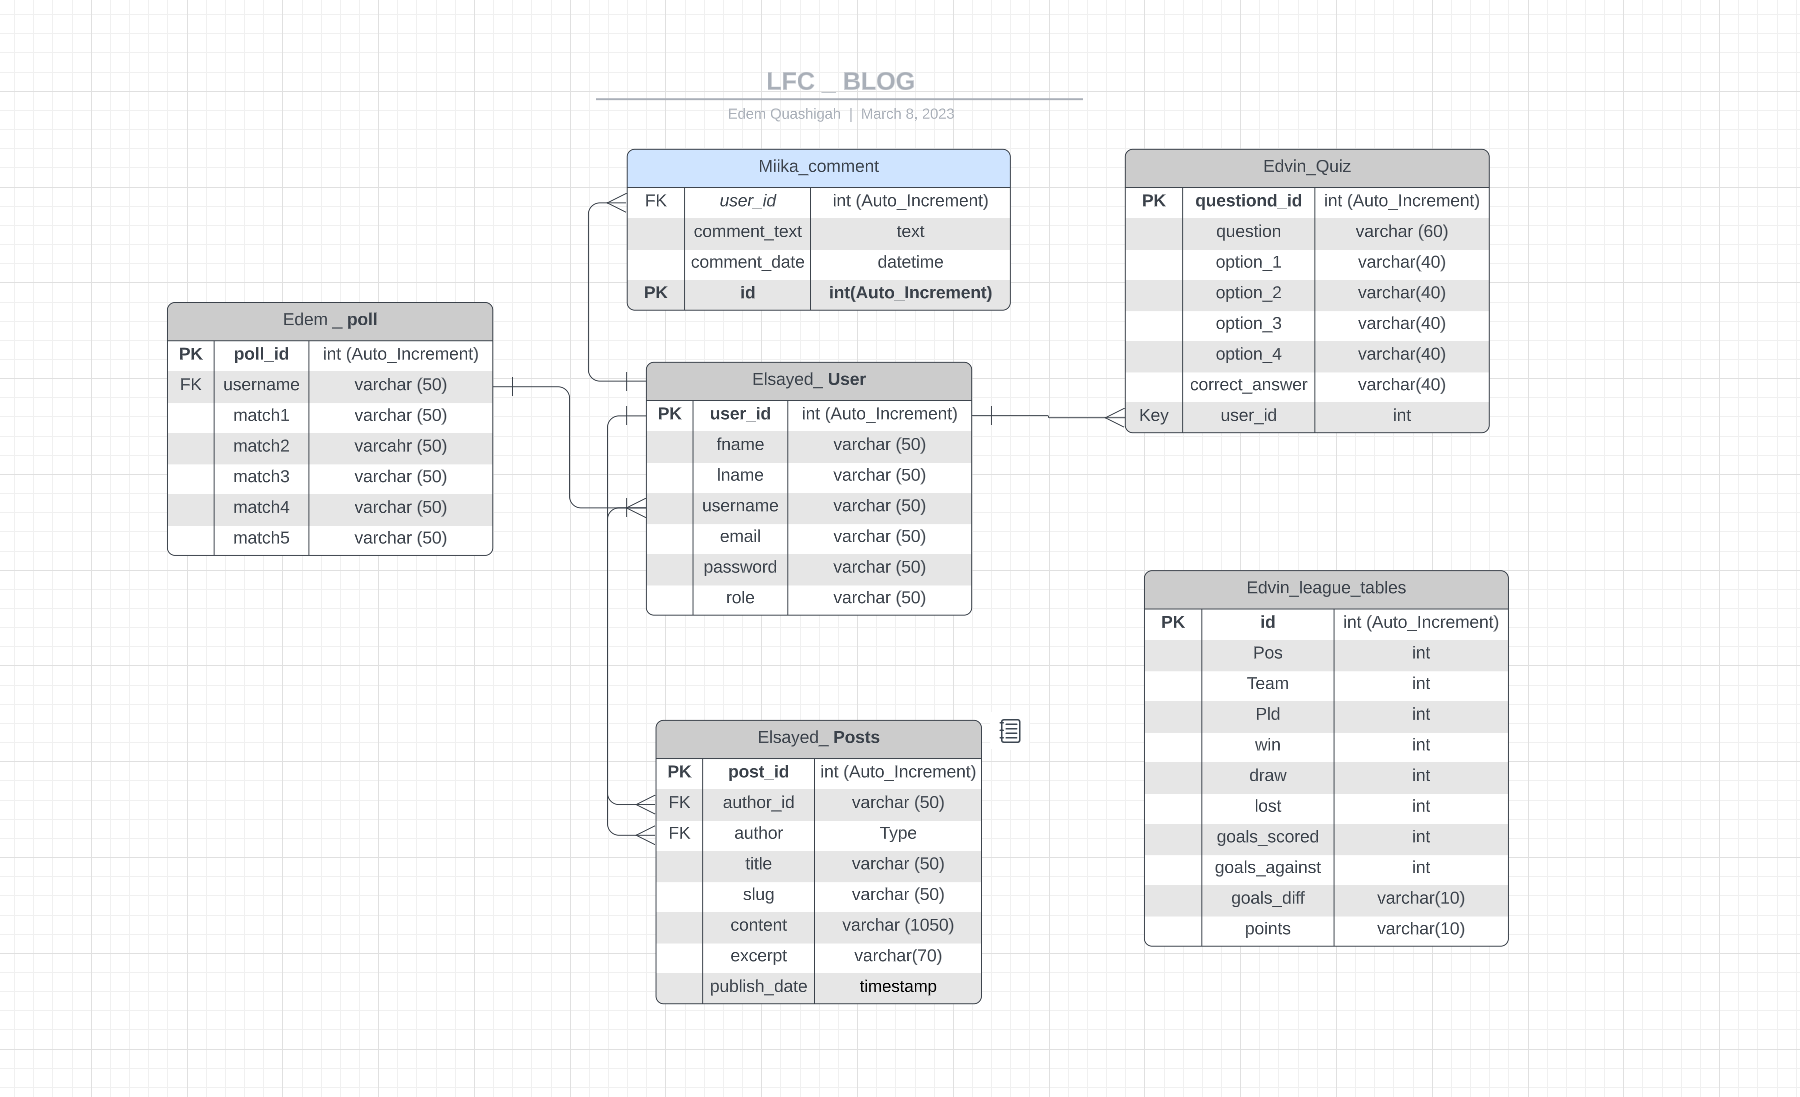 LFC _ BLOG
Edem Quashigah | March 8, 2023
Miika_comment
FK user_id int (Auto_Increment)
comment_text text
comment_date datetime
PK id int(Auto_Increment)
Edvin_Quiz
PK questiond_id int (Auto_Increment)
question varchar (60)
option_1 varchar(40)
option_2 varchar(40)
option_3 varchar(40)
option_4 varchar(40)
correct_answer varchar(40)
Key user_id int
Edem _ poll
PK poll_id int (Auto_Increment)
FK username varchar (50)
match1 varchar (50)
match2 varcahr (50)
match3 varchar (50)
match4 varchar (50)
match5 varchar (50)
Elsayed_ User
PK user_id int (Auto_Increment)
fname varchar (50)
lname varchar (50)
username varchar (50)
email varchar (50)
password varchar (50)
role varchar (50)
Edvin_league_tables
PK id int (Auto_Increment)
Pos int
Team int
Pld int
win int
draw int
lost int
goals_scored int
goals_against int
goals_diff varchar(10)
points varchar(10)
Elsayed_ Posts
PK post_id int (Auto_Increment)
FK author_id varchar (50)
FK author Type
title varchar (50)
slug varchar (50)
content varchar (1050)
excerpt varchar(70)
publish_date timestamp